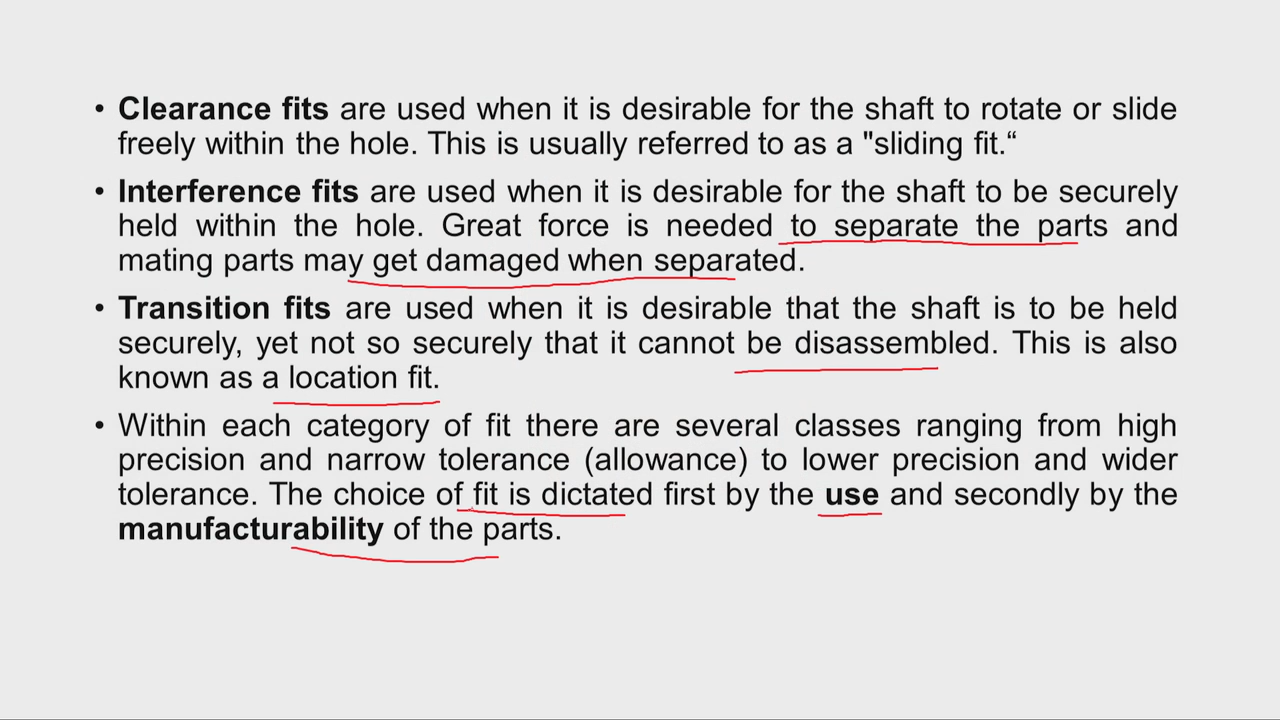 • Clearance fits are used when it is desirable for the shaft to rotate or slide
freely within the hole. This is usually referred to as a "sliding fit.“
• Interference fits are used when it is desirable for the shaft to be securely
held within the hole. Great force is needed to separate the parts and
mating parts may get damaged when separated.
• Transition fits are used when it is desirable that the shaft is to be held
securely, yet not so securely that it cannot be disassembled. This is also
known as a location fit.
• Within each category of fit there are several classes ranging from high
precision and narrow tolerance (allowance) to lower precision and wider
tolerance. The choice of fit is dictated first by the use and secondly by the
manufacturability of the parts.